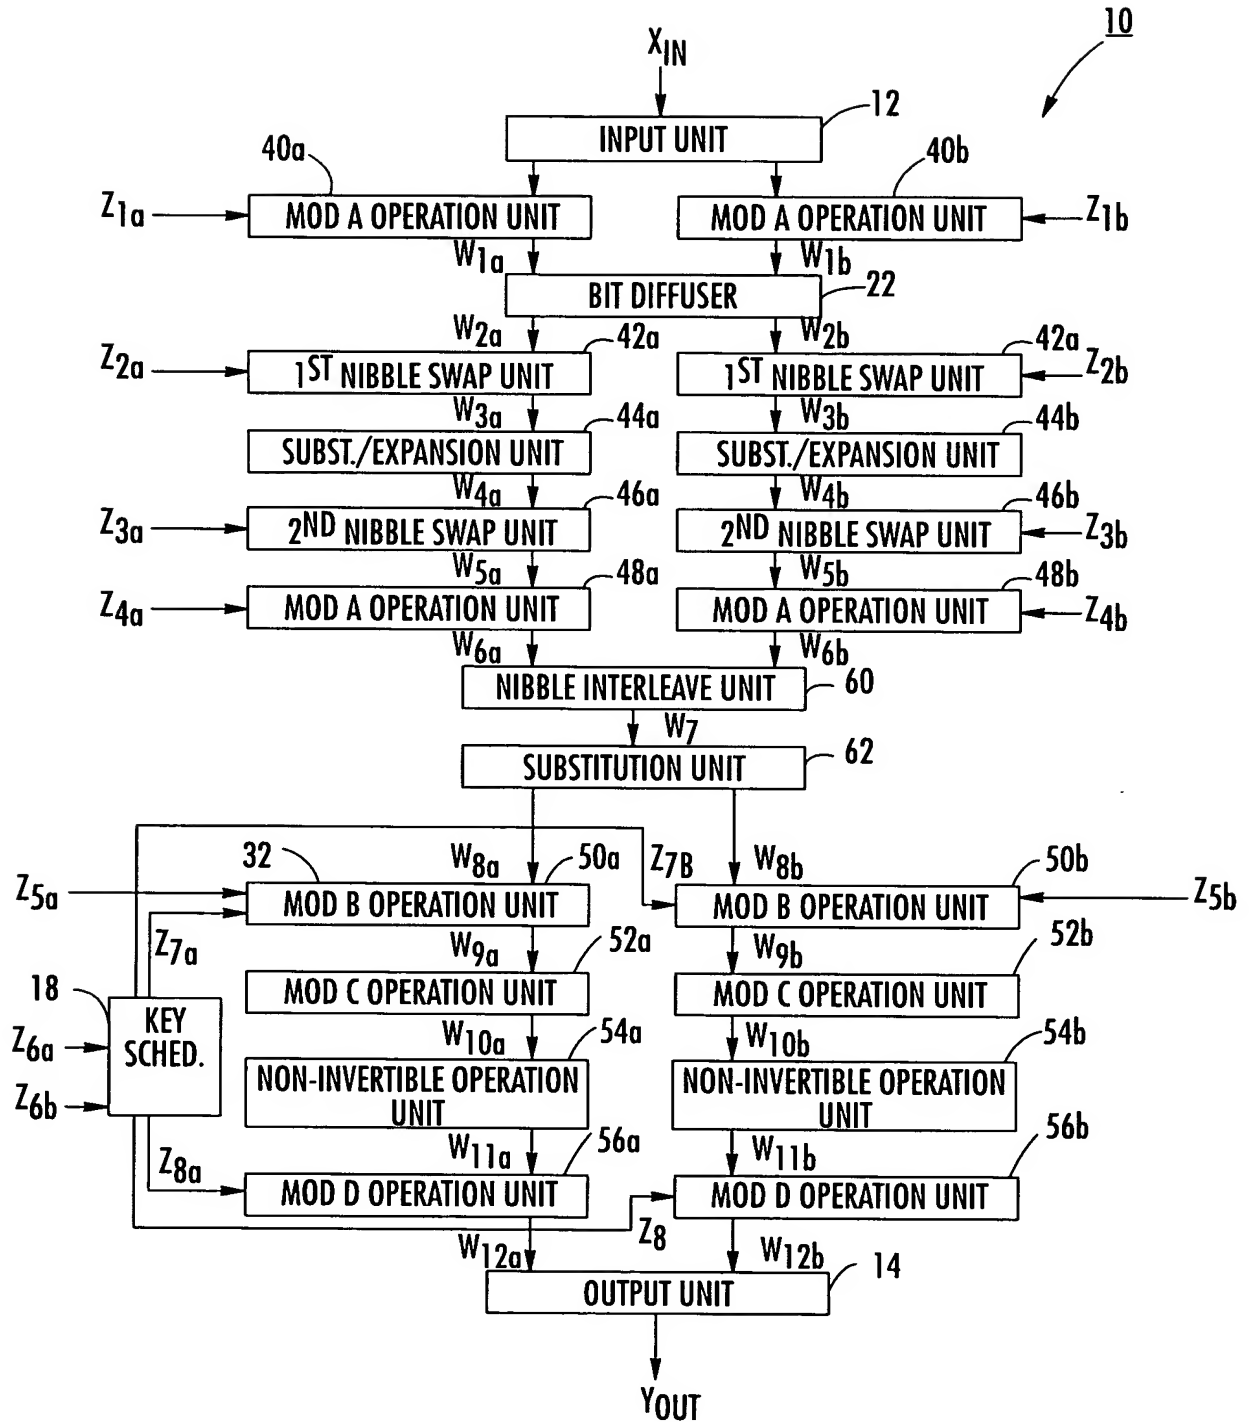 10
XIN
12
INPUT UNIT
40a
40b
Z1a
MOD A OPERATION UNIT
MOD A OPERATION UNIT
Z1b
W1a
W1b
BIT DIFFUSER
22
W2a
W2b
42a
42a
Z2a
1ST NIBBLE SWAP UNIT
1ST NIBBLE SWAP UNIT
Z2b
W3a
W3b
44a
44b
SUBST./EXPANSION UNIT
SUBST./EXPANSION UNIT
W4a
W4b
46a
46b
Z3a
2ND NIBBLE SWAP UNIT
2ND NIBBLE SWAP UNIT
Z3b
W5a
W5b
48a
48b
Z4a
MOD A OPERATION UNIT
MOD A OPERATION UNIT
Z4b
W6a
W6b
NIBBLE INTERLEAVE UNIT
60
W7
SUBSTITUTION UNIT
62
32
W8a
50a
Z7B
W8b
50b
Z5a
MOD B OPERATION UNIT
MOD B OPERATION UNIT
Z5b
Z7a
W9a
52a
W9b
52b
18
MOD C OPERATION UNIT
MOD C OPERATION UNIT
KEY
SCHED.
Z6a
W10a
54a
W10b
54b
Z6b
NON-INVERTIBLE OPERATION
UNIT
NON-INVERTIBLE OPERATION
UNIT
W11a
56a
W11b
56b
Z8a
MOD D OPERATION UNIT
MOD D OPERATION UNIT
Z8
W12a
W12b
OUTPUT UNIT
14
YOUT